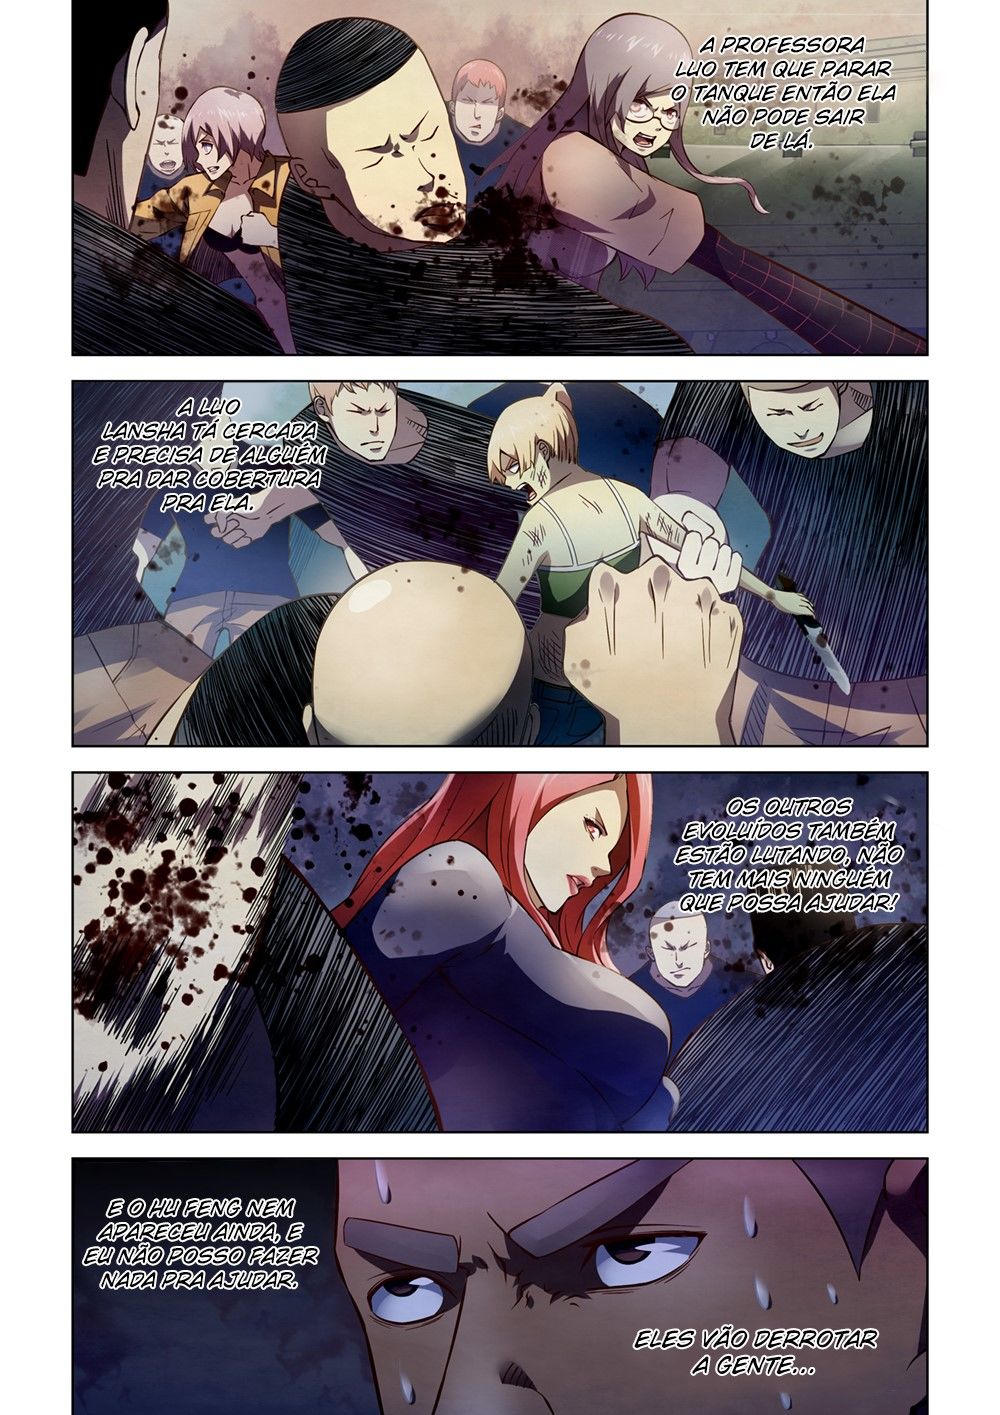 A PROFESSORA
LUO TEM QUE PARAR
O TANQUE ENTÃO ELA
NÃO PODE SAIR
DE LÁ.
A LUO
LANSHA TÁ CERCADA
E PRECISA DE ALGUÉM
PRA DAR COBERTURA
PRA ELA.
OS OUTROS
EVOLUÍDOS TAMBÉM
ESTÃO LUTANDO, NÃO
TEM MAIS NINGUÉM
QUE POSSA AJUDAR!
E O HU FENG NEM
APARECEU AINDA, E
EU NÃO POSSO FAZER
NADA PRA AJUDAR.
ELES VÃO DERROTAR
A GENTE...